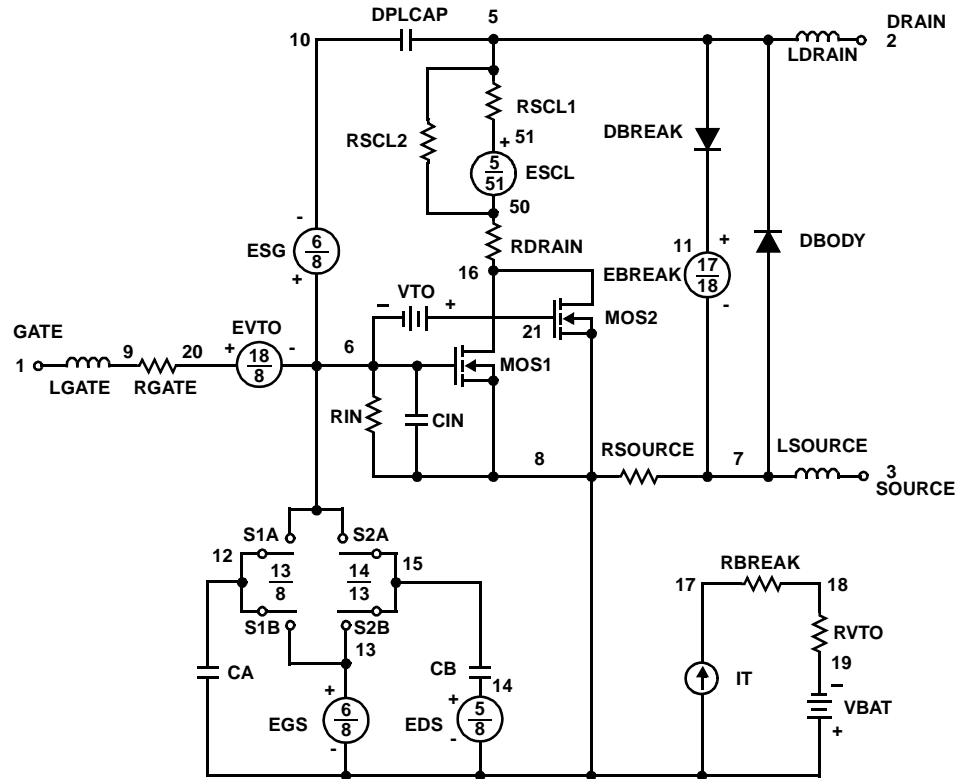 DPLCAP 5 DRAIN
10 2
LDRAIN
RSCL1
RSCL2 + 51 DBREAK
5
51 ESCL
50
- RDRAIN DBODY
ESG 6
8 11 +
+ 16 EBREAK 17
18
VTO -
- + MOS2
21
GATE EVTO
1 9 20 + 18
8 - 6 MOS1
LGATE RGATE
RIN CIN
RSOURCE LSOURCE
8 7 3
SOURCE
S1A S2A
12 13
8 14
13 15 RBREAK
17 18
S1B S2B
13 RVTO
CA CB 19
14 IT
+ + -
EGS 6
8 EDS 5
8 VBAT
- - +